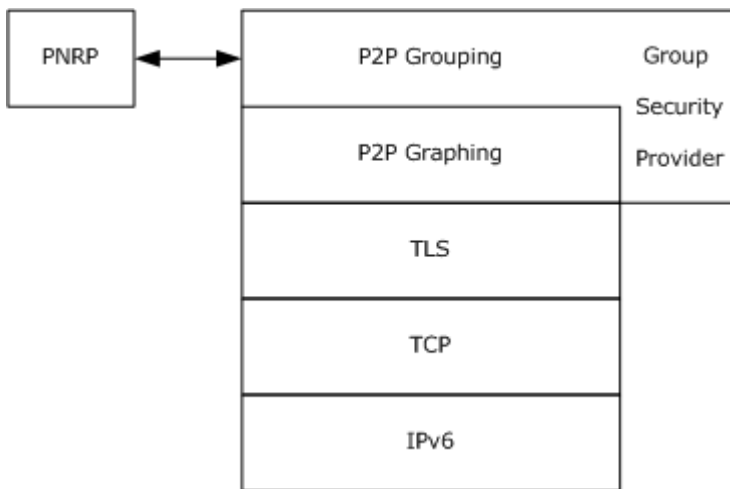 PNRP
P2P Grouping
Group
Security
Provider
P2P Graphing
TLS
TCP
IPv6